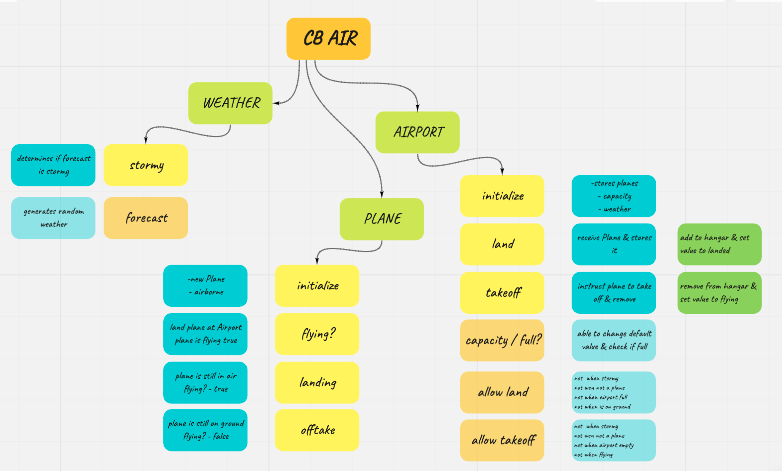 CB AIR
WEATHER
AIRPORT
PLANE
determines if forecast
is stormy
stormy
generates random
weather
forecast
-new Plane
- airborne
initialize
land plane at Airport
plane is flying true
flying?
plane is still in air
flying? - true
landing
plane is still on ground
flying? - false
offtake
initialize
-stores planes
- capacity
- weather
land
receive Plane & stores
it
add to hangar & set
value to landed
takeoff
instruct plane to take
off & remove
remove from hangar &
set value to flying
capacity / full?
able to change default
value & check if full
allow land
not when stormy
not not a plane
not when airport full
not when is on ground
allow takeoff
not when stormy
not not a plane
not when airport empty
not when flying